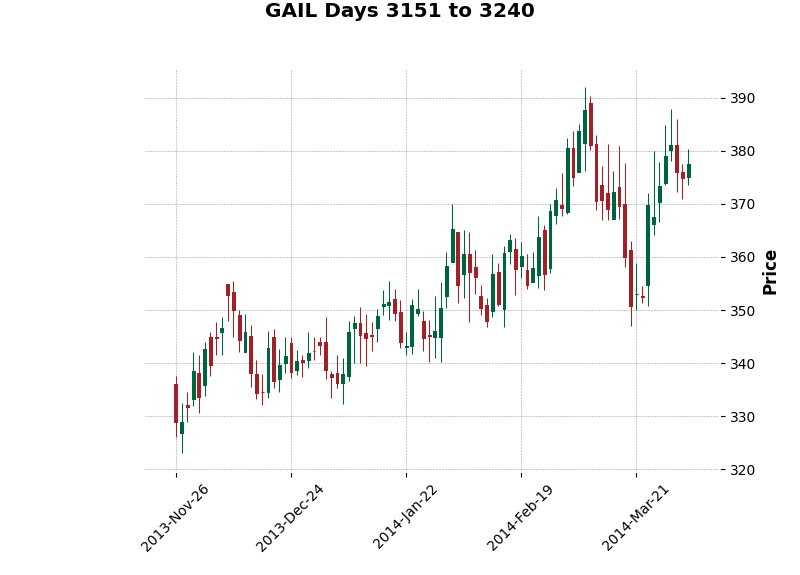 GAIL Days 3151 to 3240
390
380
370
360
350
340
330
320
Price
2013-Nov-26
2013-Dec-24
2014-Jan-22
2014-Feb-19
2014-Mar-21